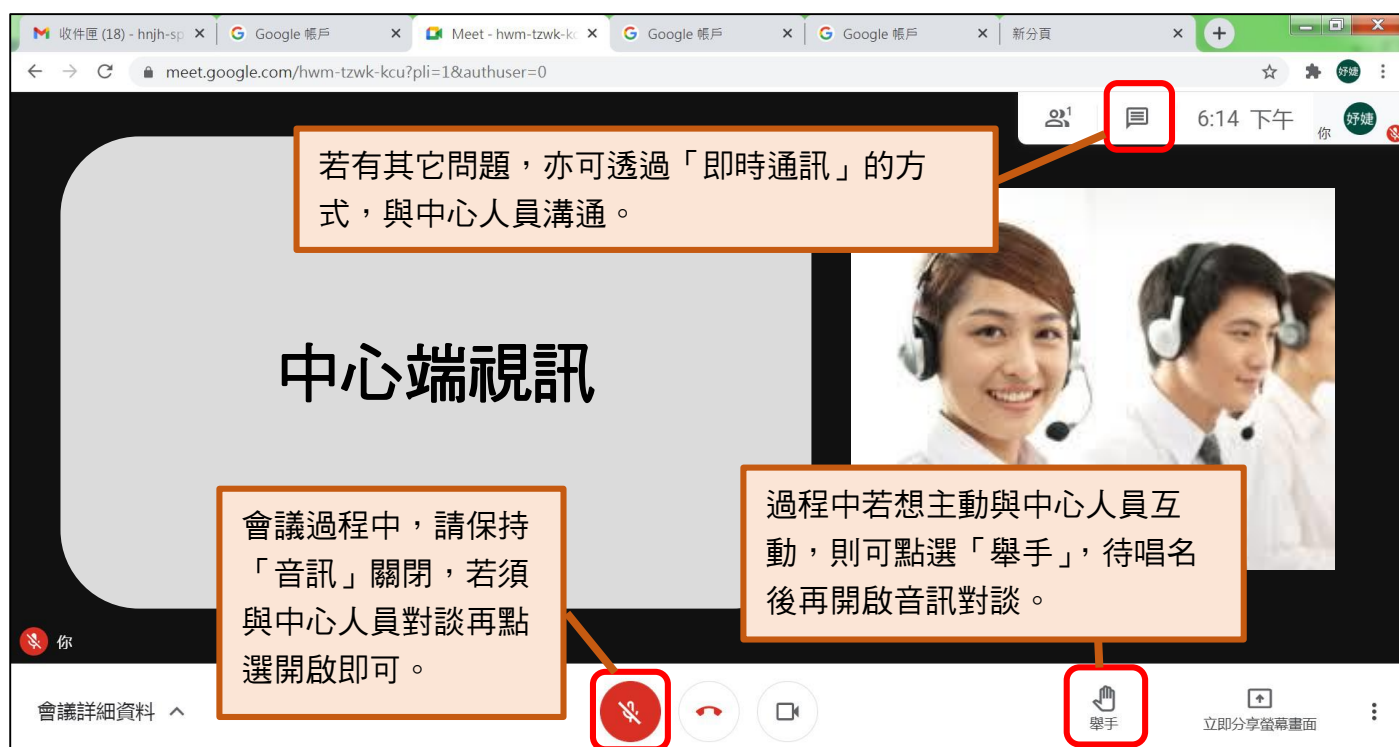 收件匣 (18) - hnjh-sp
Google 帳戶
Meet - hwm-tzwk-kc
Google 帳戶
Google 帳戶
新分頁
meet.google.com/hwm-tzwk-kcu?pli=1&authuser=0
妤婕
1
6:14 下午
你
妤婕
若有其它問題，亦可透過「即時通訊」的方
式，與中心人員溝通。
中心端視訊
會議過程中，請保持
「音訊」關閉，若須
與中心人員對談再點
選開啟即可。
過程中若想主動與中心人員互
動，則可點選「舉手」，待唱名
後再開啟音訊對談。
你
會議詳細資料
舉手
立即分享螢幕畫面